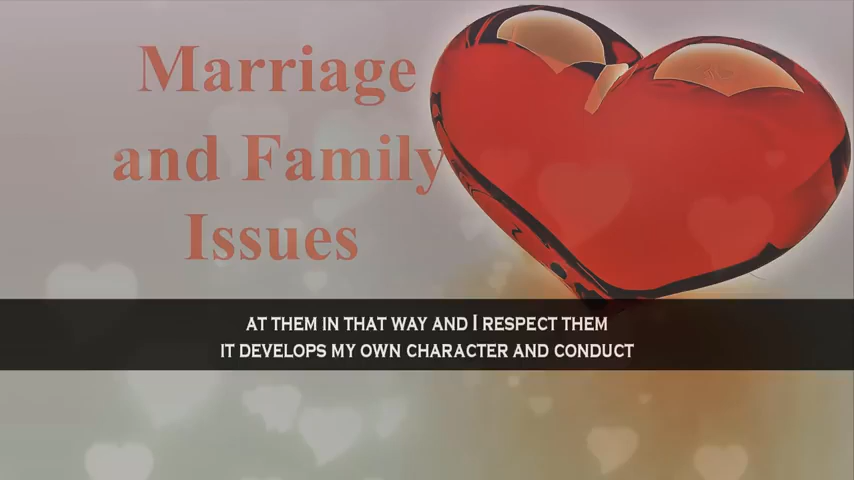 Marriage
and Family
Issues
AT THEM IN THAT WAY AND I RESPECT THEM
IT DEVELOPS MY OWN CHARACTER AND CONDUCT